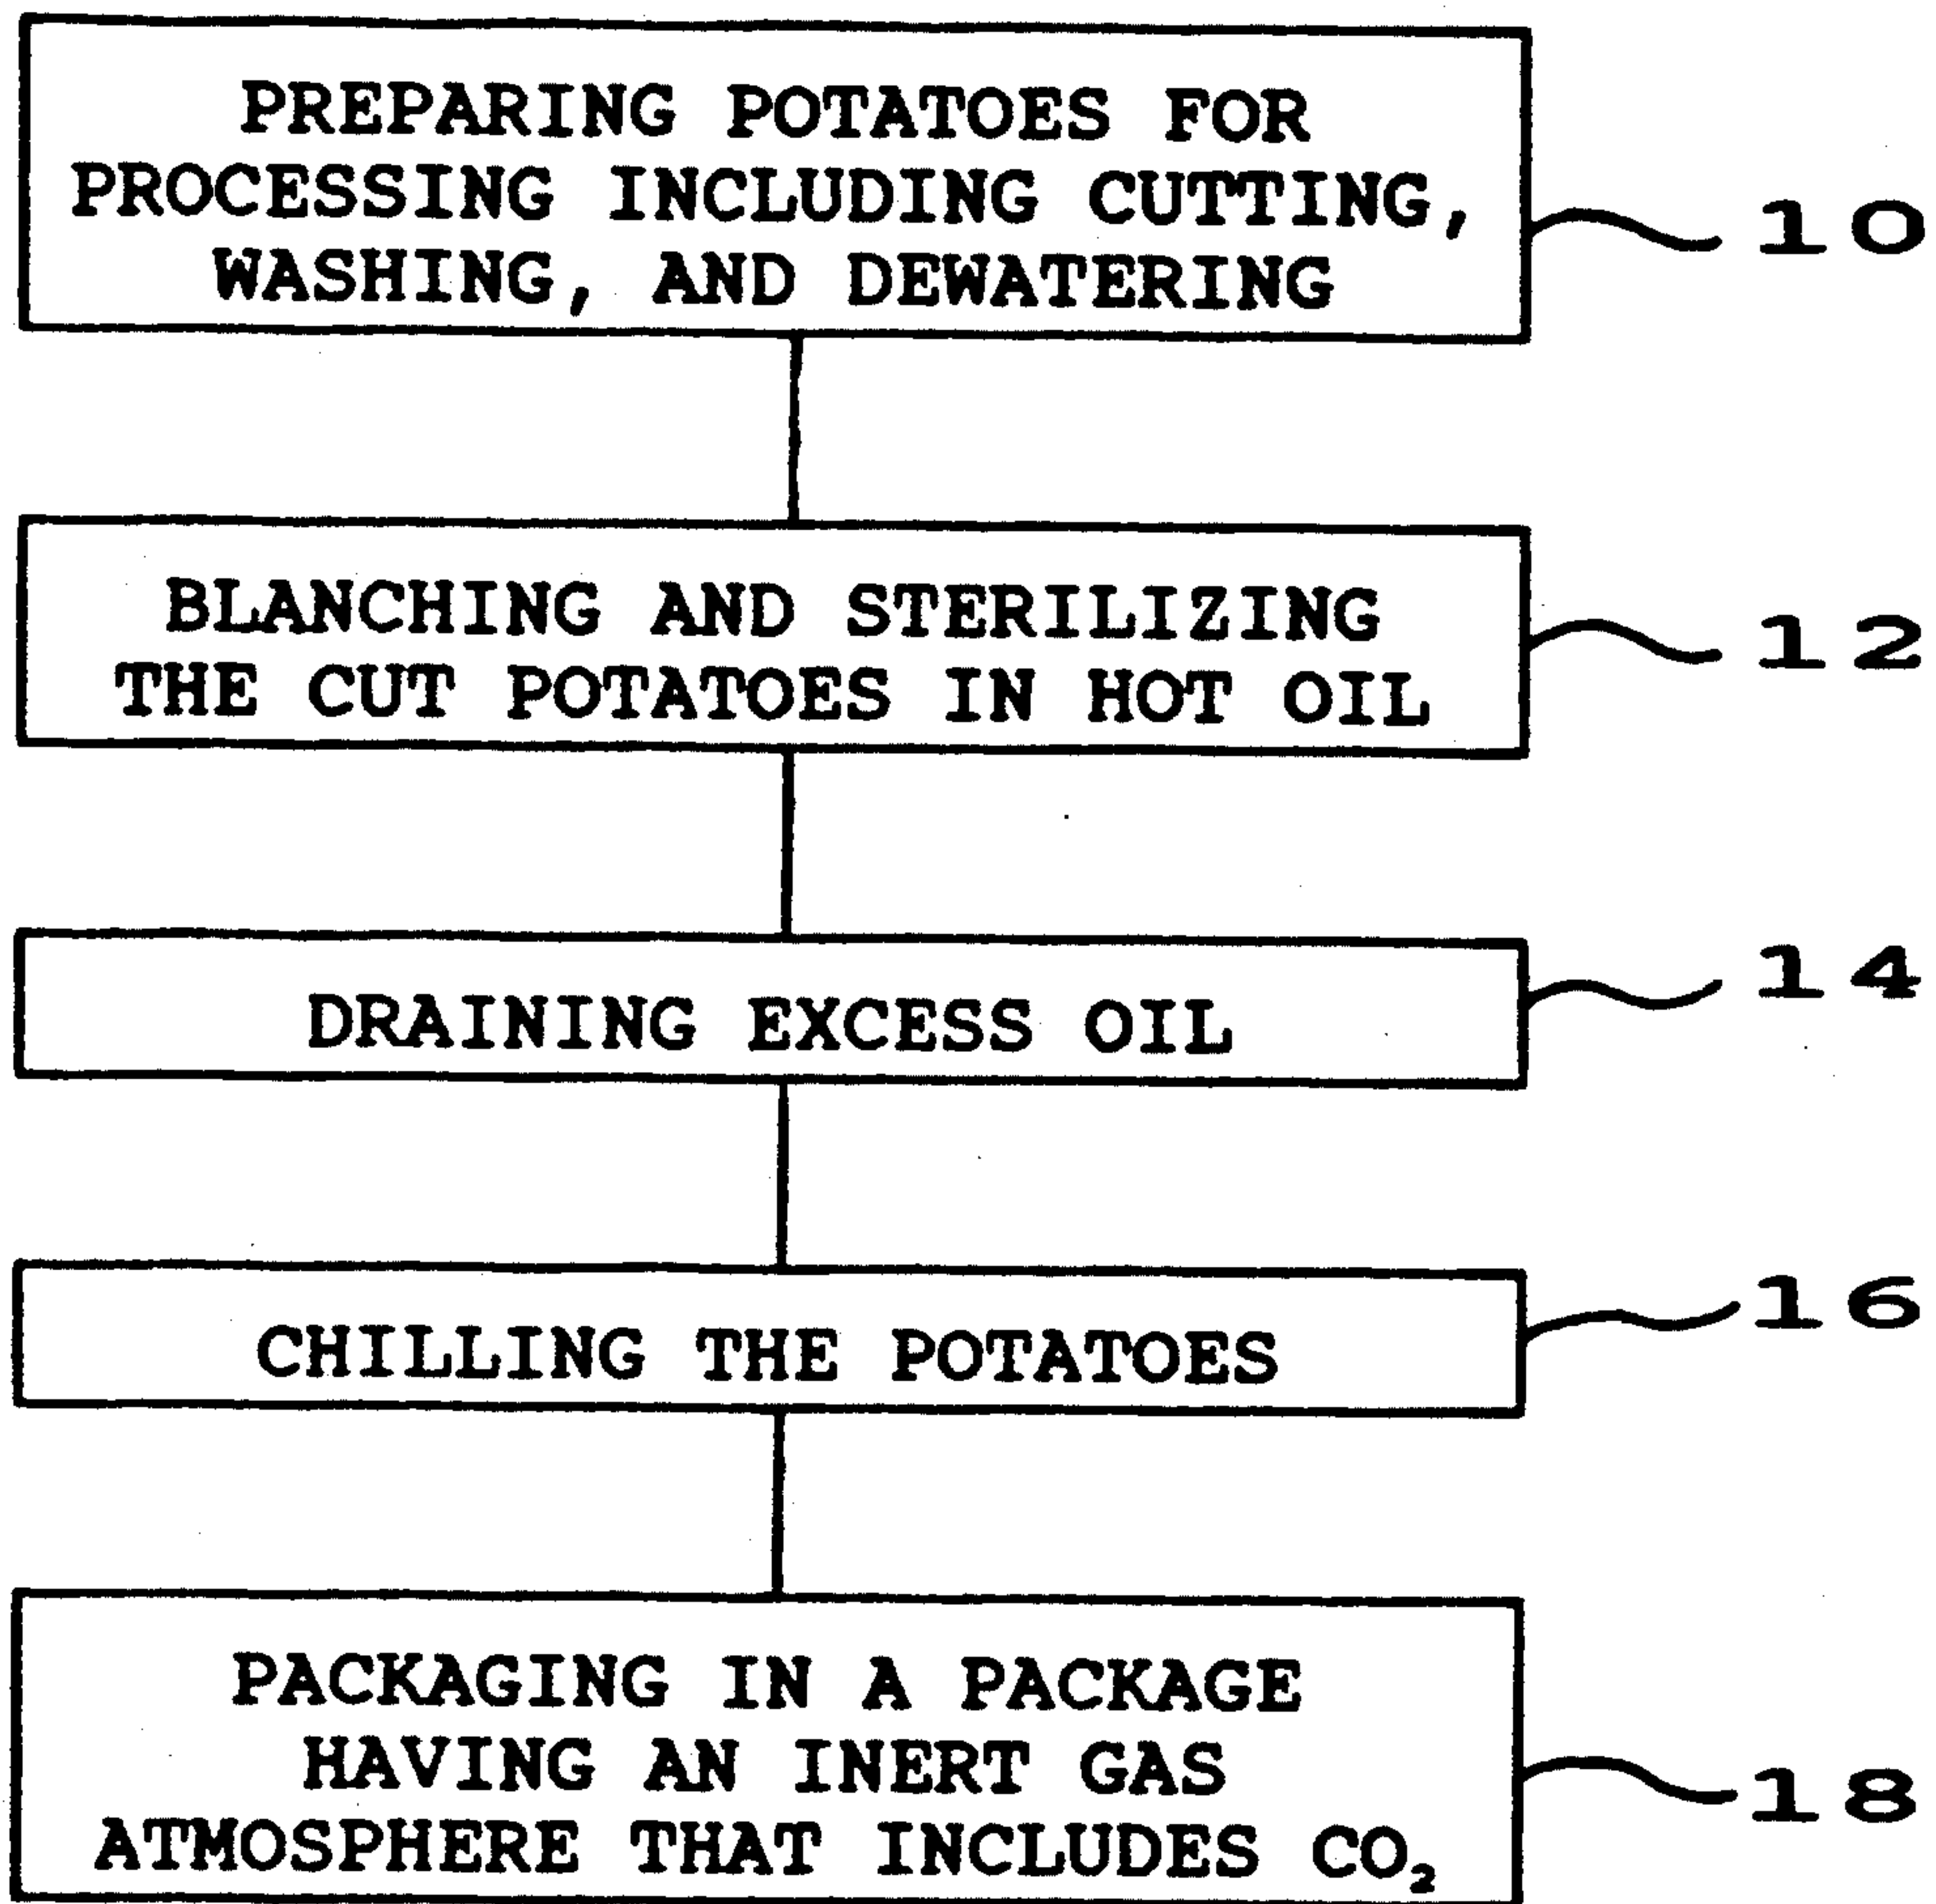 PREPARING POTATOES FOR
PROCESSING INCLUDING CUTTING,
WASHING, AND DEWATERING
10
BLANCHING AND STERILIZING
THE CUT POTATOES IN HOT OIL
12
DRAINING EXCESS OIL
14
CHILLING THE POTATOES
16
PACKAGING IN A PACKAGE
HAVING AN INERT GAS
ATMOSPHERE THAT INCLUDES CO₂
18